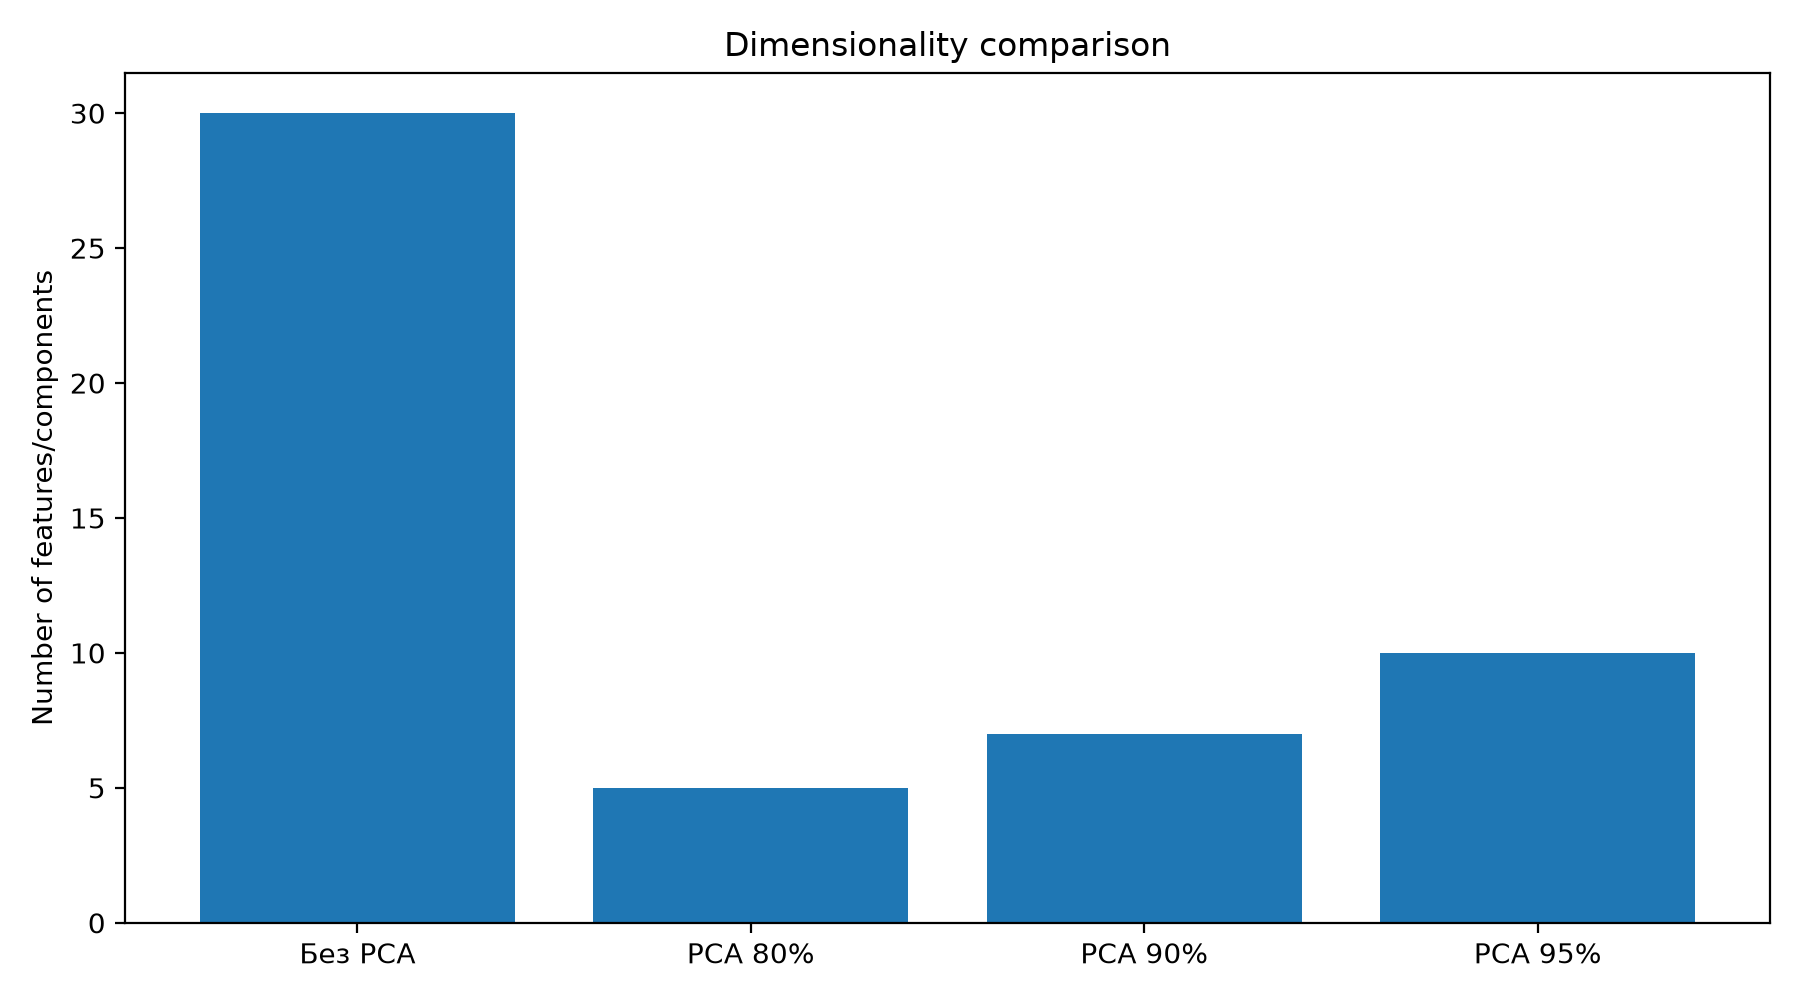 Dimensionality comparison
Number of features/components
30
25
20
15
10
5
0
Без PCA
PCA 80%
PCA 90%
PCA 95%